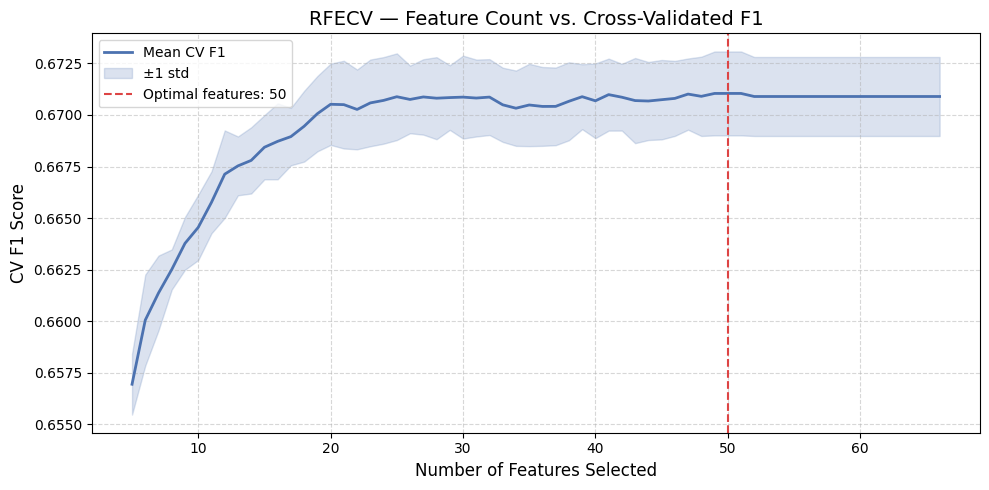 RFECV — Feature Count vs. Cross-Validated F1
Mean CV F1
±1 std
Optimal features: 50
CV F1 Score
0.6725
0.6700
0.6675
0.6650
0.6625
0.6600
0.6575
0.6550
10 20 30 40 50 60
Number of Features Selected